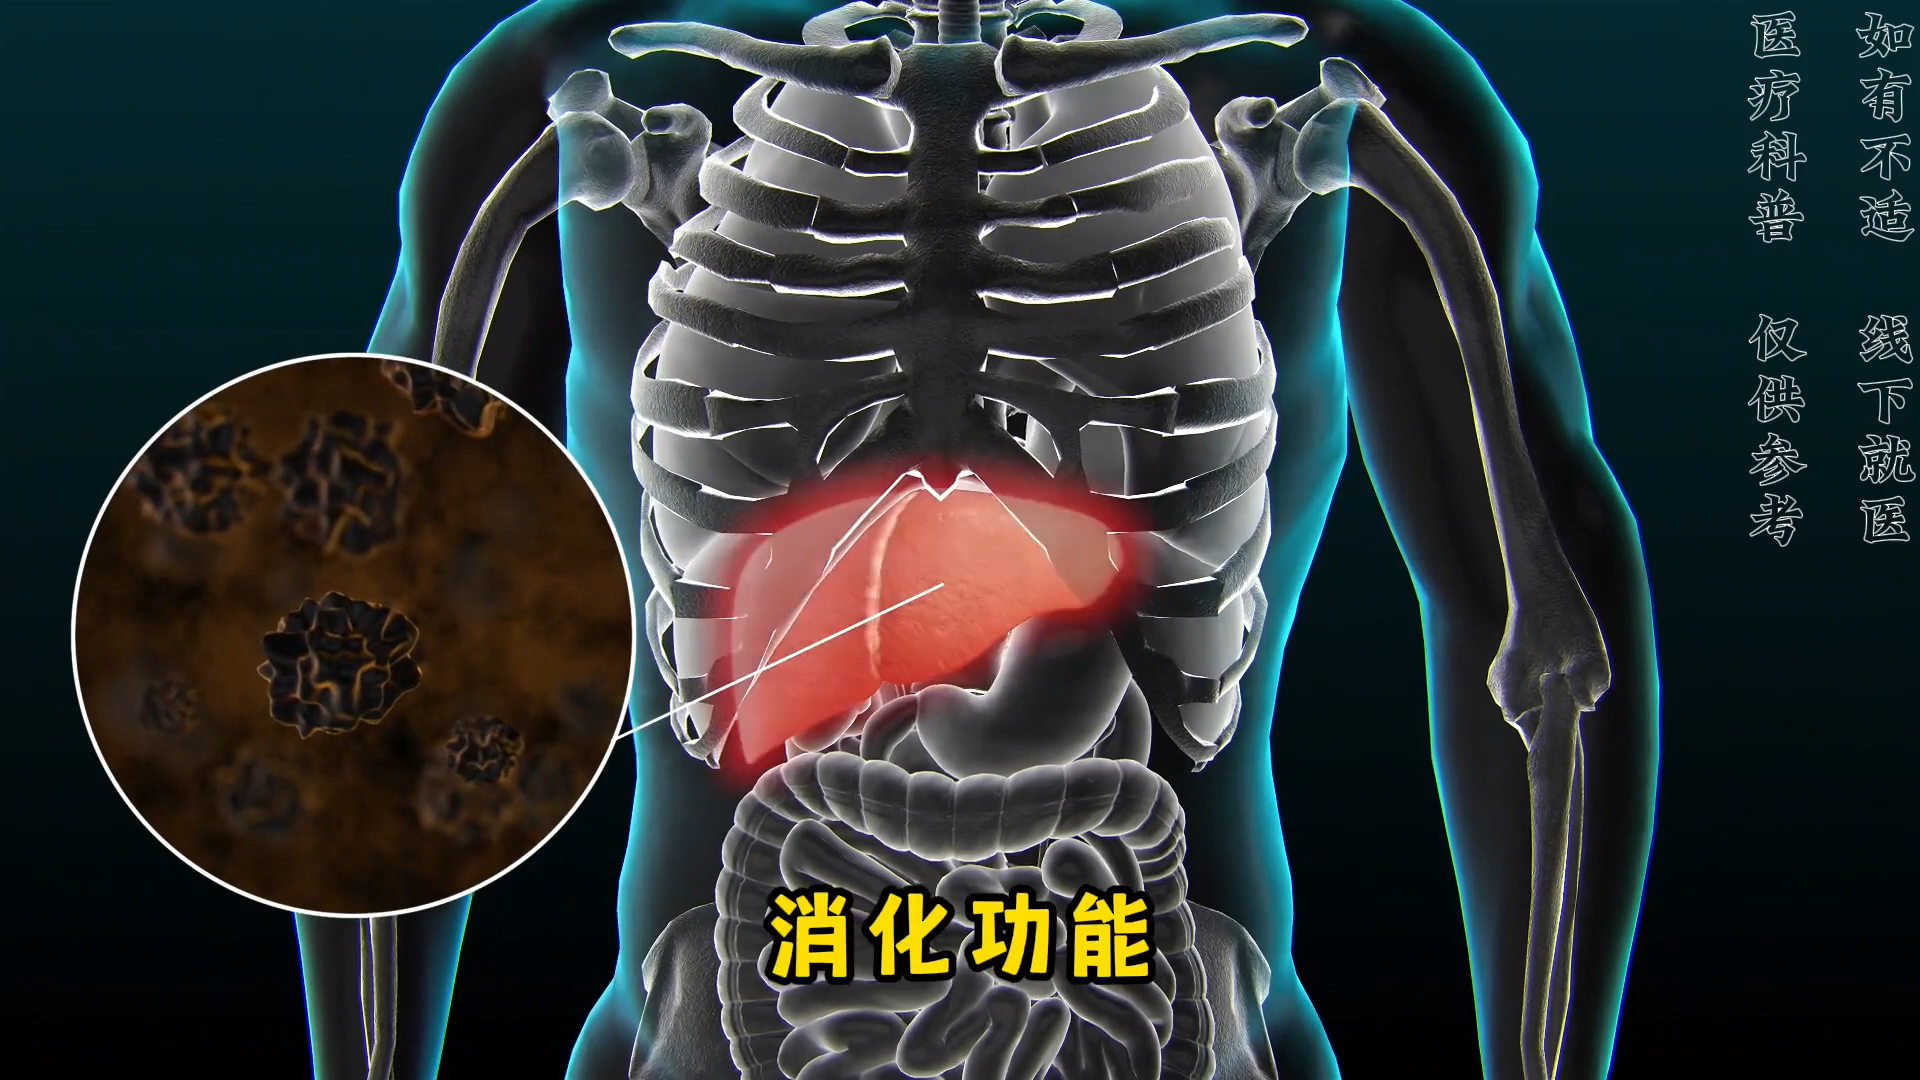 医疗科普 仅供参考
如有不适 线下就医
消化功能